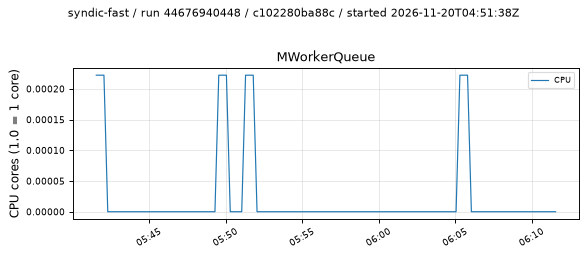 syndic-fast / run 44676940448 / c102280ba88c / started 2026-11-20T04:51:38Z
MWorkerQueue
CPU cores (1.0 = 1 core)
0.00020
0.00015
0.00010
0.00005
0.00000
CPU
05:45
05:50
05:55
06:00
06:05
06:10